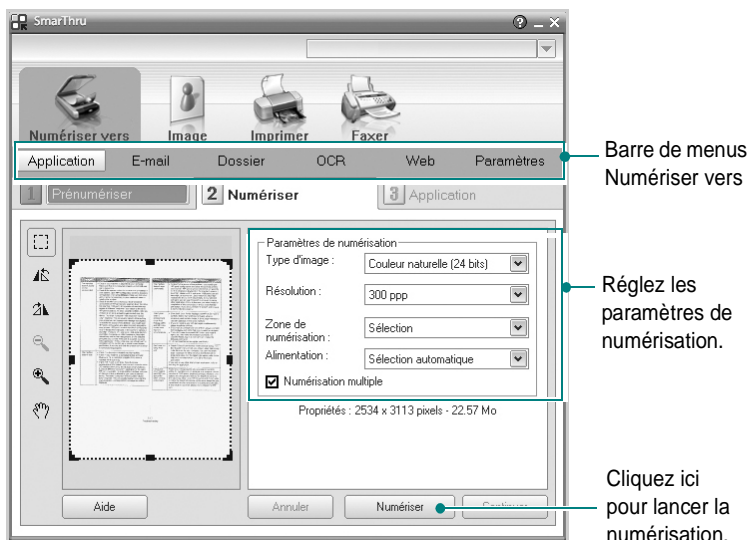 SmarThru
Numériser vers
Image
Imprimer
Faxer
Application E-mail Dossier OCR Web Paramètres
Barre de menus
Numériser vers
1 Prénumériser
2 Numériser
3 Application
Paramètres de numérisation
Type d'image : Couleur naturelle (24 bits)
Résolution : 300 ppp
Zone de
numérisation : Sélection
Alimentation : Sélection automatique
Numérisation multiple
Propriétés : 2534 x 3113 pixels - 22.57 Mo
Réglez les
paramètres de
numérisation.
Aide
Annuler
Numériser
Continuer
Cliquez ici
pour lancer la
numérisation.